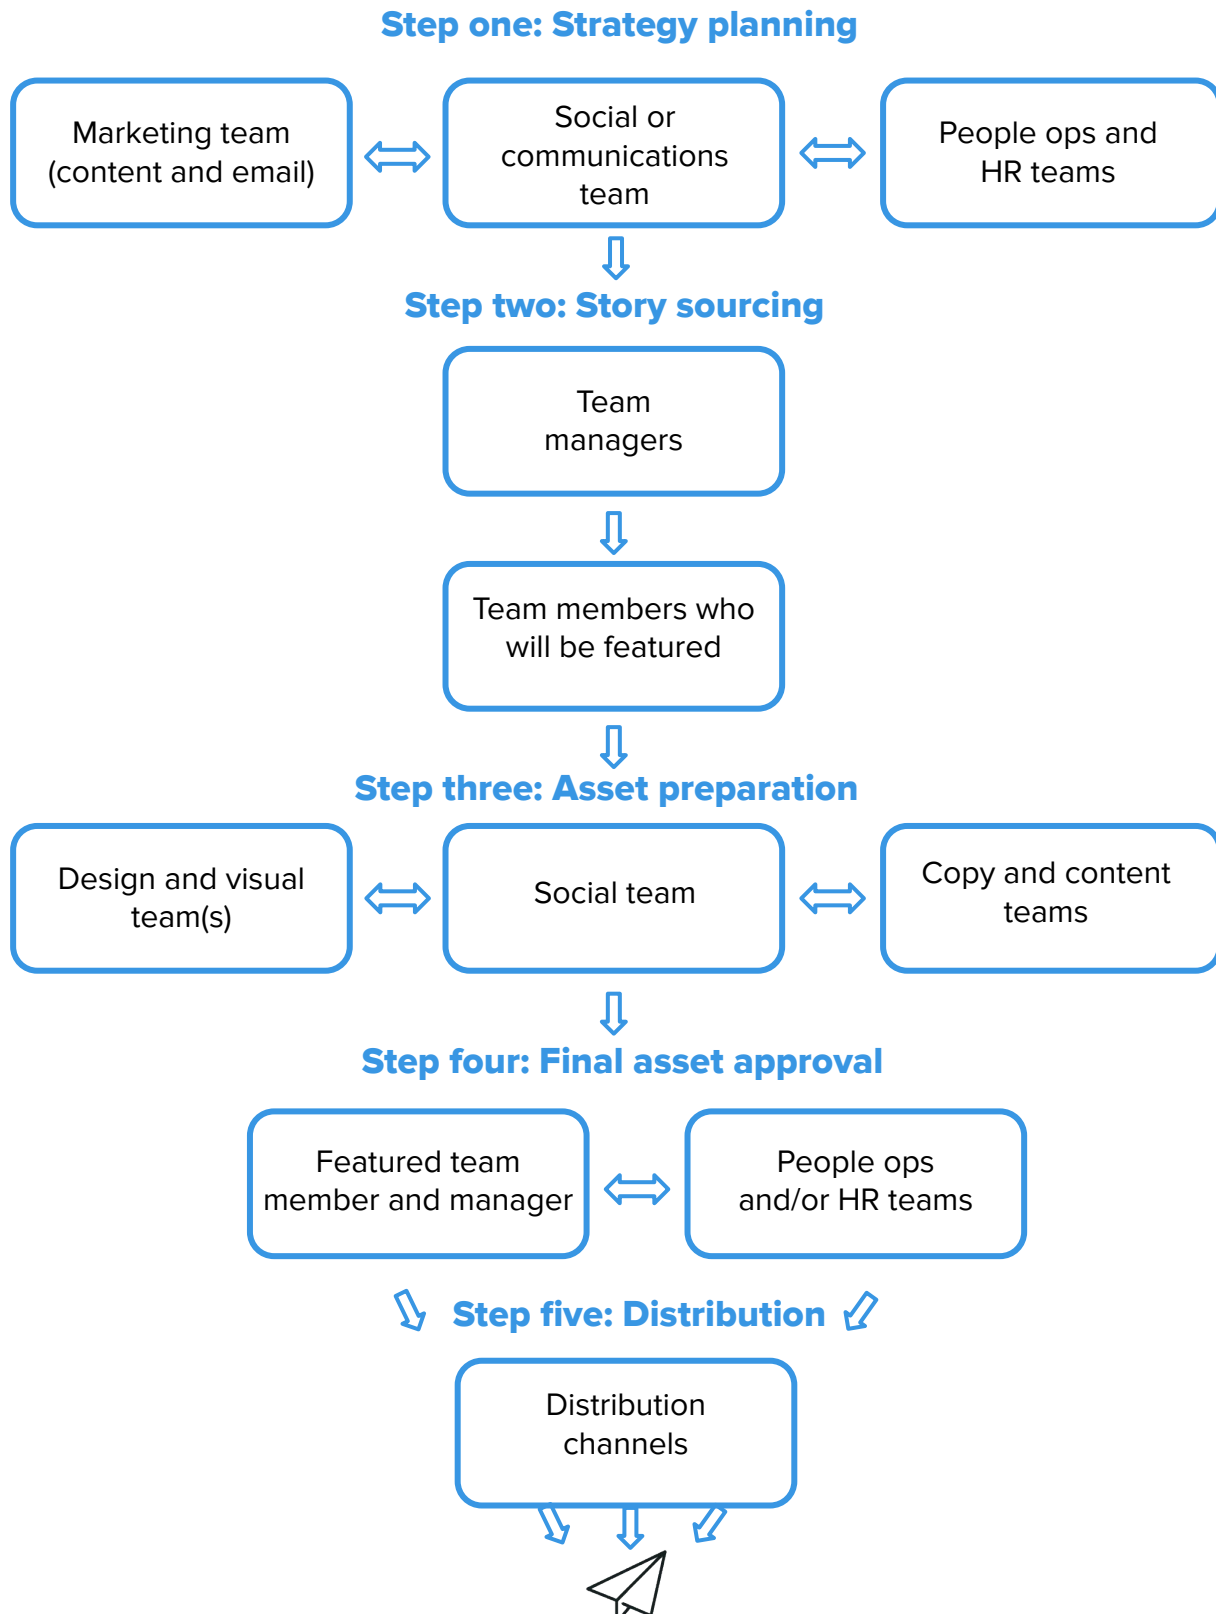 Step one: Strategy planning
Marketing team
(content and email)
Social or
communications
team
People ops and
HR teams
Step two: Story sourcing
Team
managers
Team members who
will be featured
Step three: Asset preparation
Design and visual
team(s)
Social team
Copy and content
teams
Step four: Final asset approval
Featured team
member and manager
People ops
and/or HR teams
Step five: Distribution
Distribution
channels